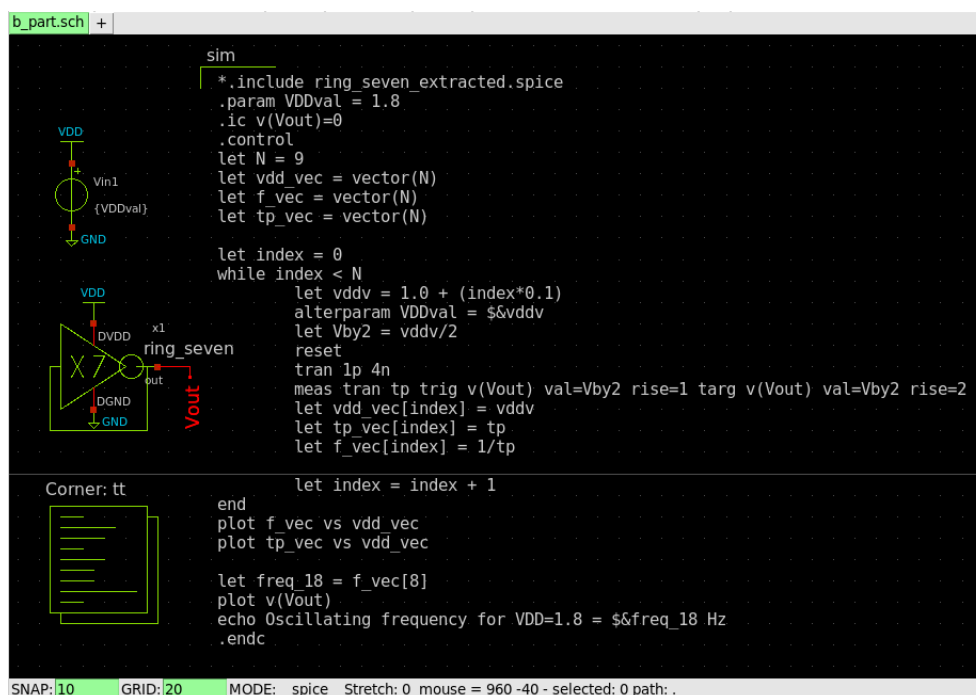 b_part.sch +
sim
*.include ring_seven_extracted.spice
.param VDDval = 1.8
.ic v(Vout)=0
.control
let N = 9
let vdd_vec = vector(N)
let f_vec = vector(N)
let tp_vec = vector(N)
let index = 0
while index < N
let vddv = 1.0 + (index*0.1)
alterparam VDDval = $&vddv
let Vby2 = vddv/2
reset
tran 1p 4n
meas tran tp trig v(Vout) val=Vby2 rise=1 targ v(Vout) val=Vby2 rise=2
let vdd_vec[index] = vddv
let tp_vec[index] = tp
let f_vec[index] = 1/tp
let index = index + 1
end
plot f_vec vs vdd_vec
plot tp_vec vs vdd_vec
let freq_18 = f_vec[8]
plot v(Vout)
echo Oscillating frequency for VDD=1.8 = $&freq_18 Hz
.endc
VDD
+
Vin1
{VDDval}
GND
VDD
DVDD
x1
ring_seven
X 7
out
DGND
GND
Vout
Corner: tt
SNAP: 10 GRID: 20 MODE: spice Stretch: 0 mouse = 960 -40 - selected: 0 path: .